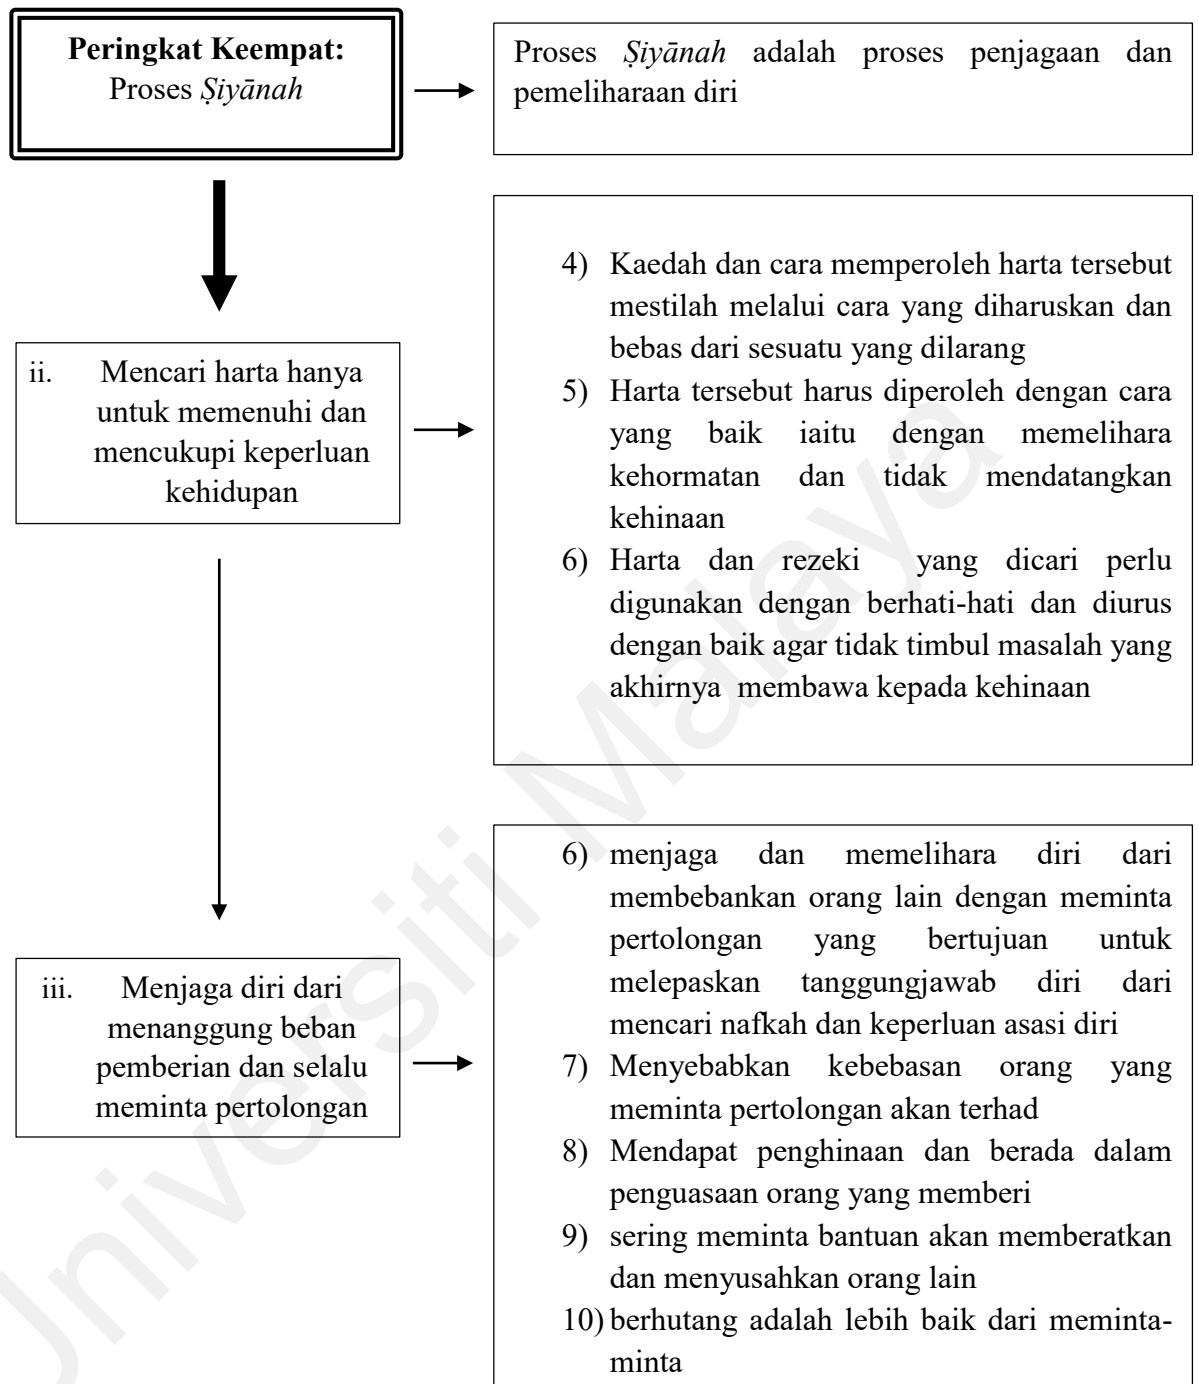 Peringkat Keempat:
Proses Ṣiyānah
Proses Ṣiyānah adalah proses penjagaan dan
pemeliharaan diri
ii. Mencari harta hanya
untuk memenuhi dan
mencukupi keperluan
kehidupan
4) Kaedah dan cara memperoleh harta tersebut
mestilah melalui cara yang diharuskan dan
bebas dari sesuatu yang dilarang
5) Harta tersebut harus diperoleh dengan cara
yang baik iaitu dengan memelihara
kehormatan dan tidak mendatangkan
kehinaan
6) Harta dan rezeki yang dicari perlu
digunakan dengan berhati-hati dan diurus
dengan baik agar tidak timbul masalah yang
akhirnya membawa kepada kehinaan
iii. Menjaga diri dari
menanggung beban
pemberian dan selalu
meminta pertolongan
6) menjaga dan memelihara diri dari
membebankan orang lain dengan meminta
pertolongan yang bertujuan untuk
melepaskan tanggungjawab diri dari
mencari nafkah dan keperluan asasi diri
7) Menyebabkan kebebasan orang yang
meminta pertolongan akan terhad
8) Mendapat penghinaan dan berada dalam
penguasaan orang yang memberi
9) sering meminta bantuan akan memberatkan
dan menyusahkan orang lain
10) berhutang adalah lebih baik dari meminta-
minta
Universiti Malaya